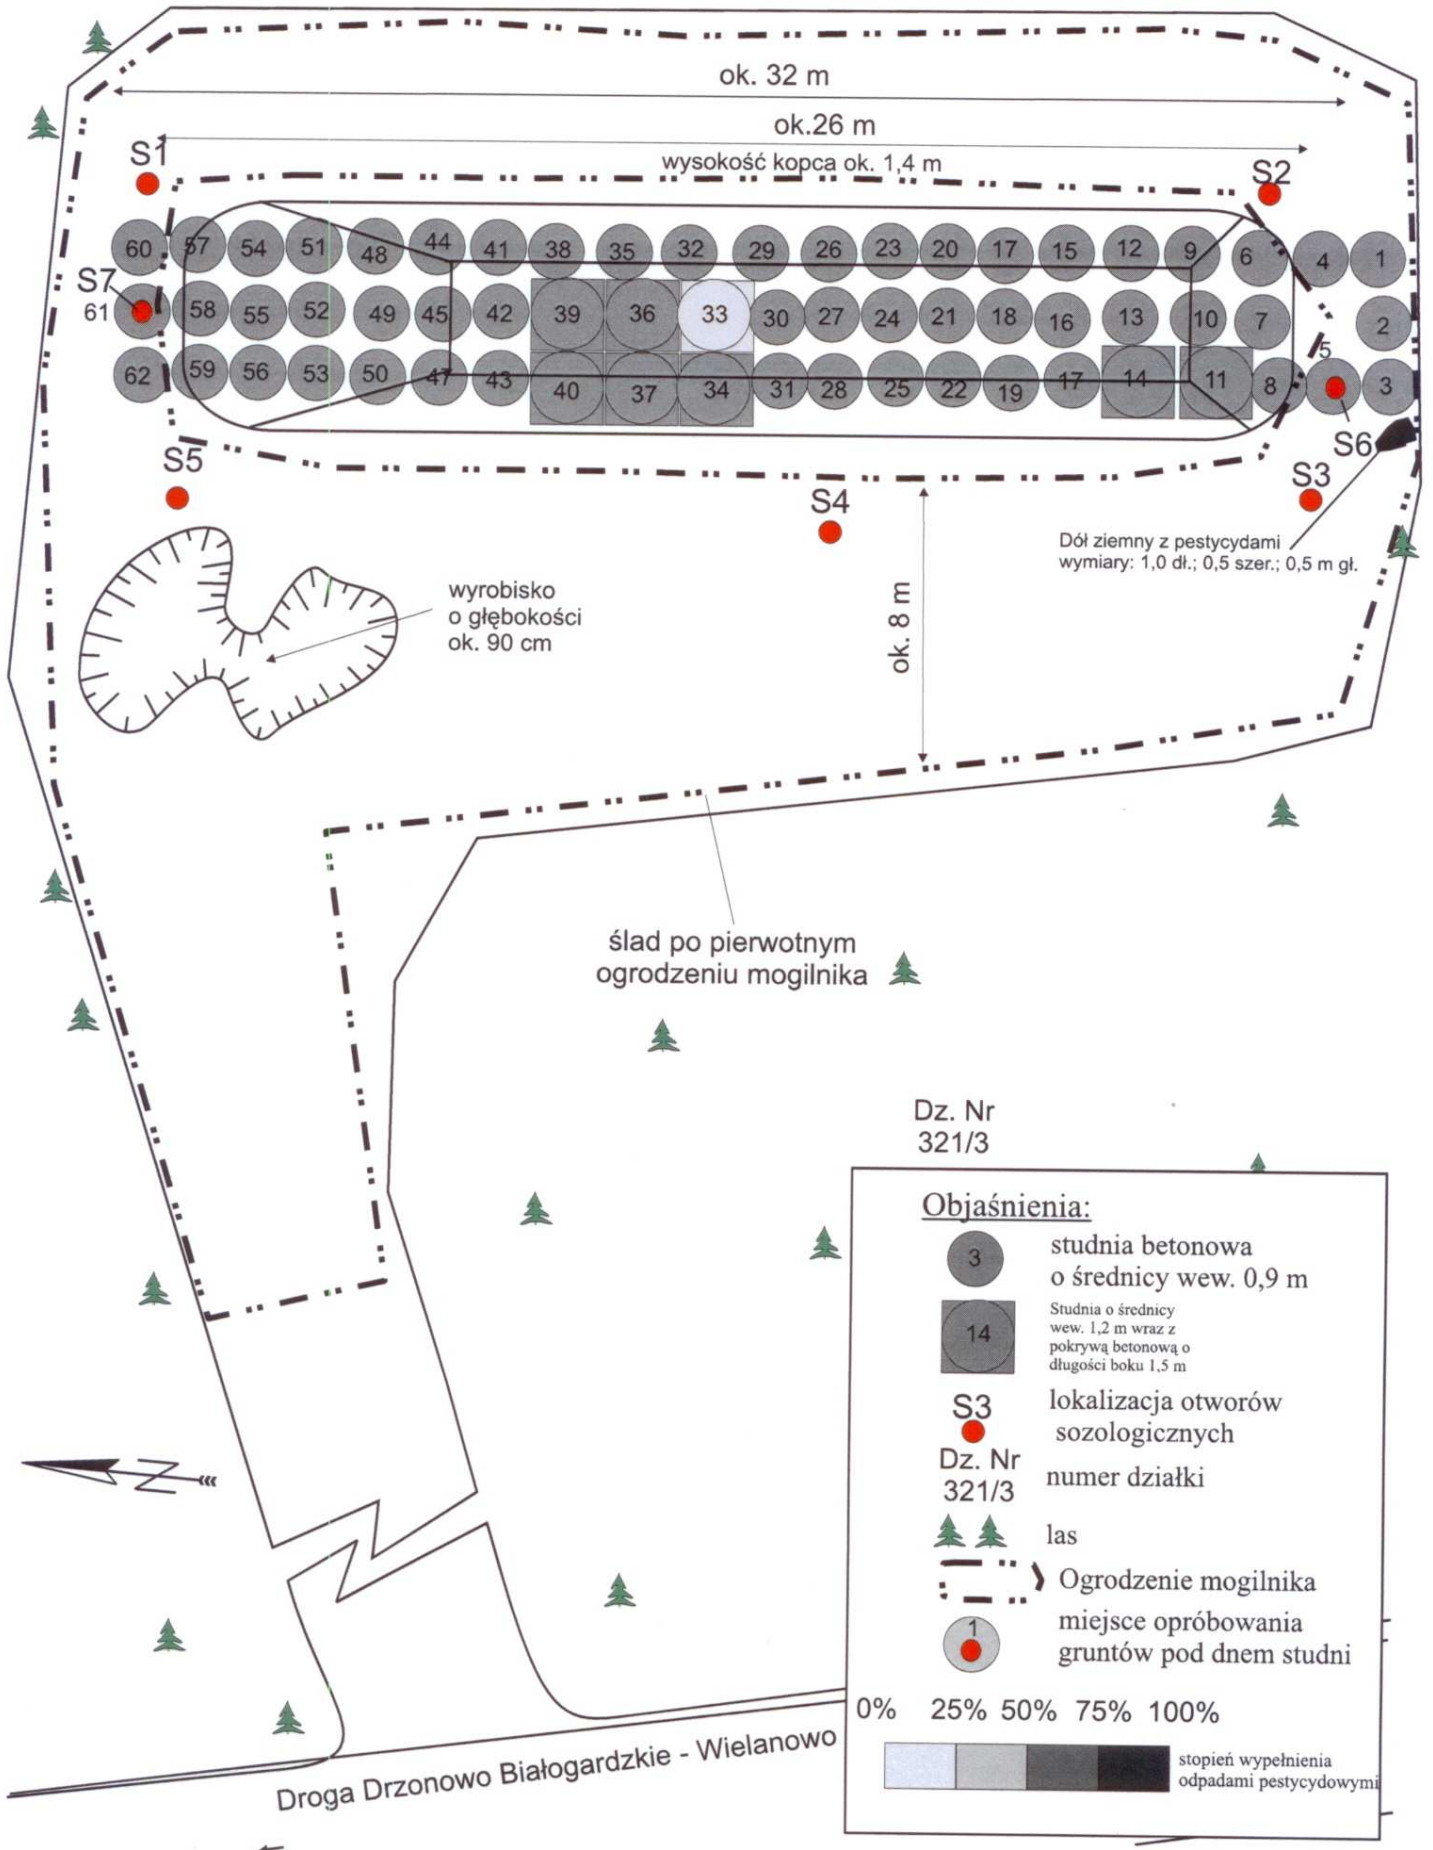 ok. 32 m
ok.26 m
wysokość kopca ok. 1,4 m
S1
S2
60 57 54 51 48 44 41 38 35 32 29 26 23 20 17 15 12 9 6 4 1
S7
61 58 55 52 49 45 42 39 36 33 30 27 24 21 18 16 13 10 7 2
5
62 59 56 53 50 47 43 40 37 34 31 28 25 22 19 17 14 11 8 3
S6
S5
S4
S3
Dół ziemny z pestycydami
wymiary: 1,0 dł.; 0,5 szer.; 0,5 m gł.
wyrobisko
o głębokości
ok. 90 cm
ok. 8 m
ślad po pierwotnym
ogrodzeniu mogilnika
Dz. Nr
321/3
Objaśnienia:
3
studnia betonowa
o średnicy wew. 0,9 m
14
Studnia o średnicy
wew. 1,2 m wraz z
pokrywą betonową o
długości boku 1,5 m
S3
lokalizacja otworów
sozologicznych
Dz. Nr
321/3
numer działki
las
Ogrodzenie mogilnika
1
miejsce opróbowania
gruntów pod dnem studni
0% 25% 50% 75% 100%
stopień wypełnienia
odpadami pestycydowymi
Droga Drzonowo Białogardzkie - Wielanowo
N